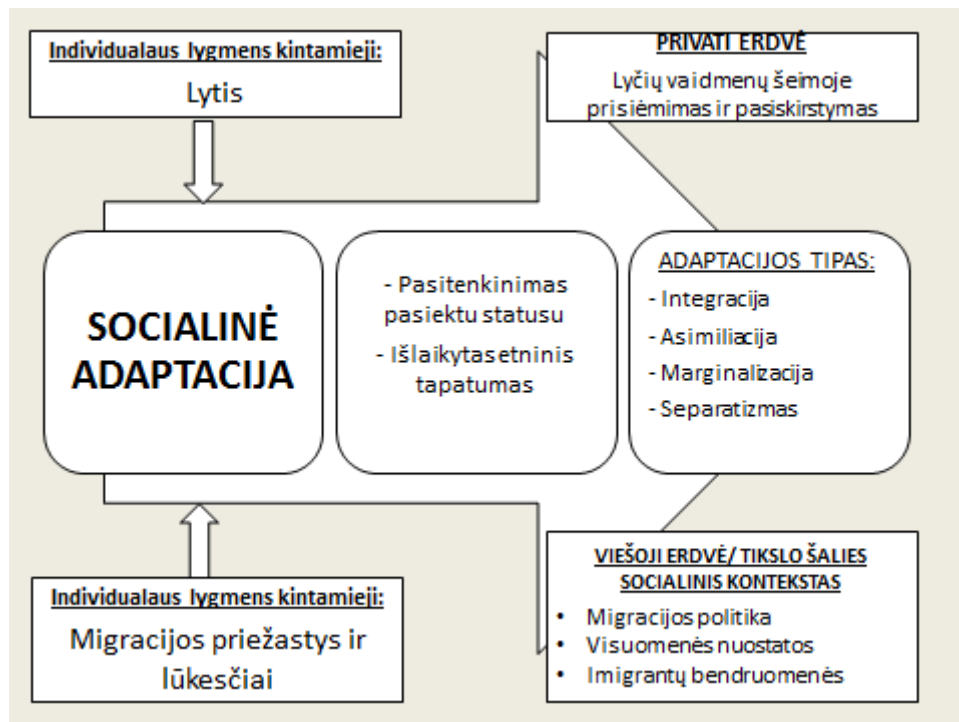 Individualaus lygmens kintamieji:
Lytis
PRIVATI ERDVĖ
Lyčių vaidmenų šeimoje
prisiėmimas ir pasiskirstymas
SOCIALINĖ
ADAPTACIJA
- Pasitenkinimas
pasiektu statusu
- Išlaikytas etninis
tapatumas
ADAPTACIJOS TIPAS:
- Integracija
- Asimiliacija
- Marginalizacija
- Separatizmas
Individualaus lygmens kintamieji:
Migracijos priežastys ir
lūkesčiai
VIEŠOJI ERDVĖ/ TIKSLO ŠALIES
SOCIALINIS KONTEKSTAS
• Migracijos politika
• Visuomenės nuostatos
• Imigrantų bendruomenės